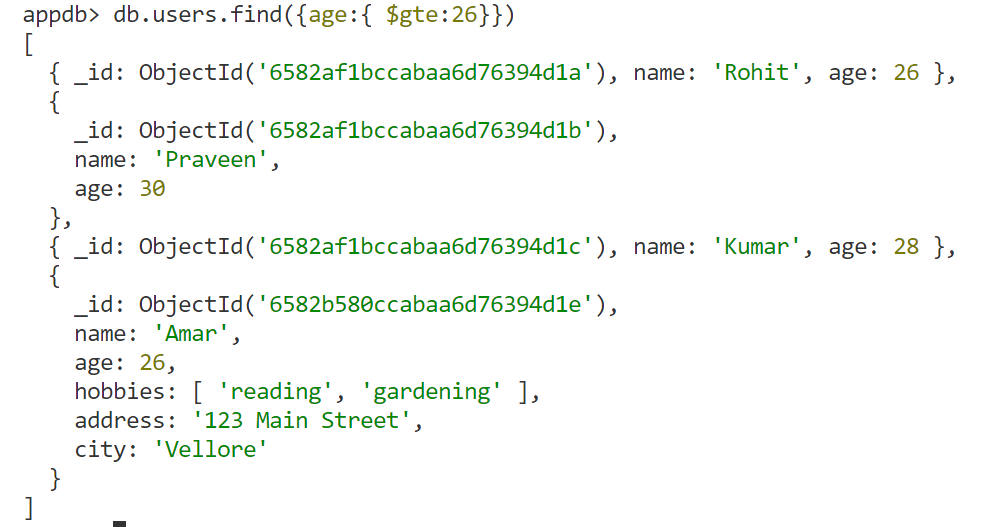 appdb> db.users.find({age:{ $gte:26}})
[
  { _id: ObjectId('6582af1bccabaa6d76394d1a'), name: 'Rohit', age: 26 },
  {
    _id: ObjectId('6582af1bccabaa6d76394d1b'),
    name: 'Praveen',
    age: 30
  },
  { _id: ObjectId('6582af1bccabaa6d76394d1c'), name: 'Kumar', age: 28 },
  {
    _id: ObjectId('6582b580ccabaa6d76394d1e'),
    name: 'Amar',
    age: 26,
    hobbies: [ 'reading', 'gardening' ],
    address: '123 Main Street',
    city: 'Vellore'
  }
]